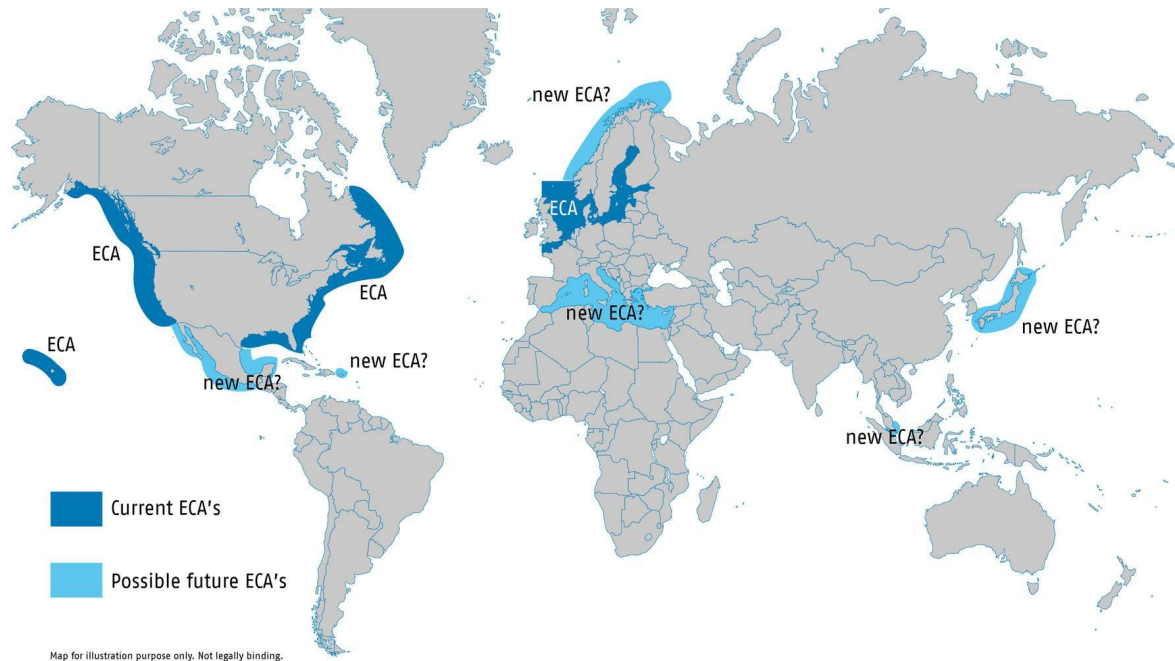 new ECA?
ECA
ECA
ECA
ECA
new ECA?
new ECA?
new ECA?
new ECA?
new ECA?
Current ECA's
Possible future ECA's
Map for illustration purpose only. Not legally binding.